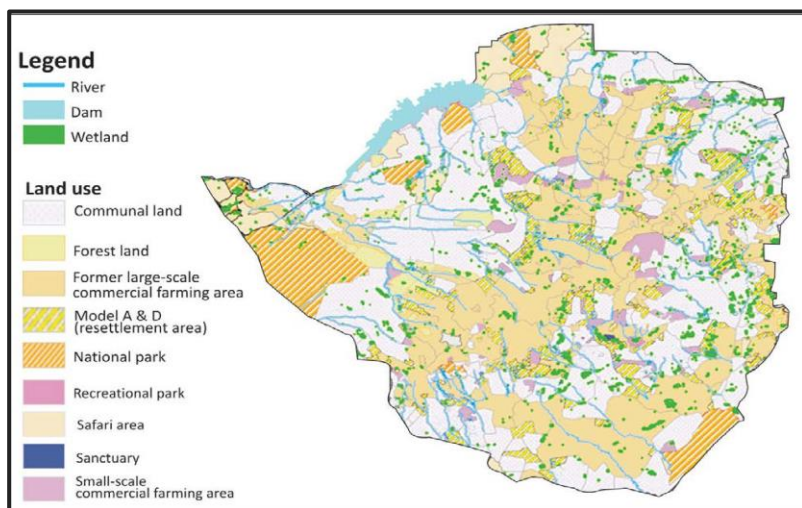 Legend
River
Dam
Wetland
Land use
Communal land
Forest land
Former large-scale
commercial farming area
Model A & D
(resettlement area)
National park
Recreational park
Safari area
Sanctuary
Small-scale
commercial farming area